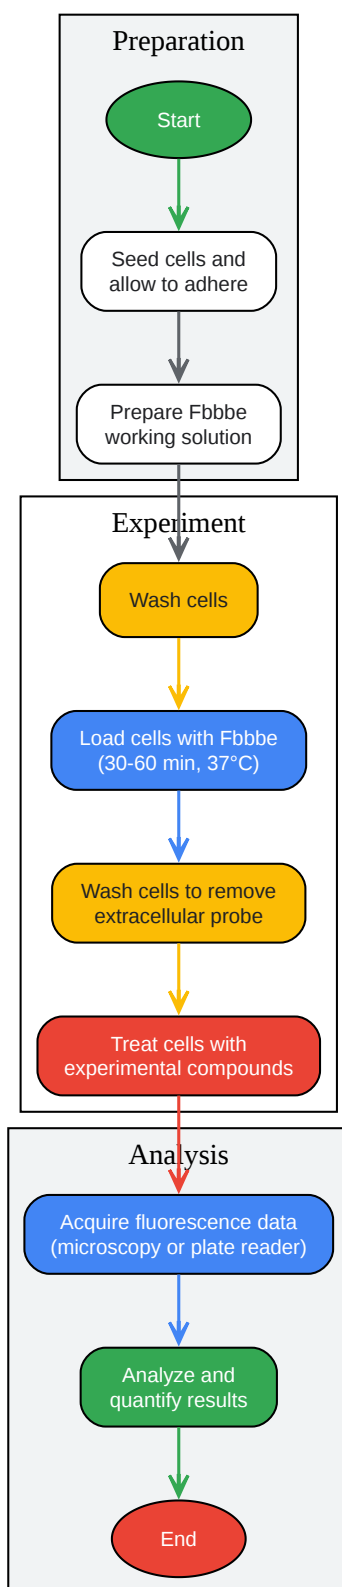 Preparation
Start
Seed cells and
allow to adhere
Prepare Fbbbe
working solution
Experiment
Wash cells
Load cells with Fbbbe
(30-60 min, 37°C)
Wash cells to remove
extracellular probe
Treat cells with
experimental compounds
Analysis
Acquire fluorescence data
(microscopy or plate reader)
Analyze and
quantify results
End